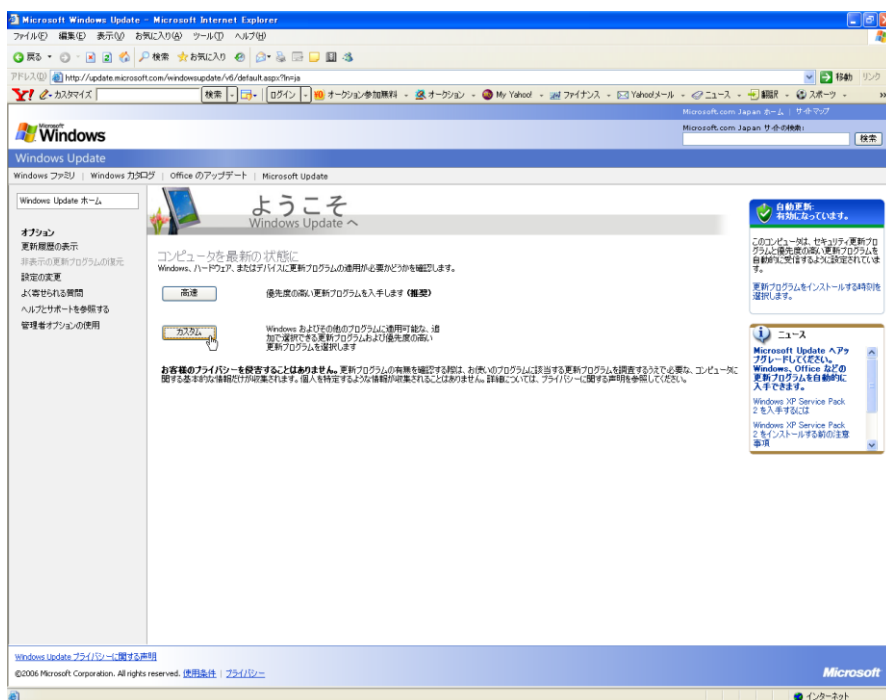 Microsoft Windows Update - Microsoft Internet Explorer
ファイル(F) 編集(E) 表示(V) お気に入り(A) ツール(T) ヘルプ(H)
戻る 検索 お気に入り
アドレス(D) http://update.microsoft.com/windowsupdate/v6/default.aspx?ln=ja 移動 リンク
Y! カスタマイズ 検索 ログイン オークション参加無料 オークション My Yahoo! ファイナンス Yahoo!メール ニュース 翻訳 スポーツ »
Microsoft.com Japan ホーム | サイトマップ
Microsoft Windows
Microsoft.com Japan サイトの検索:
検索
Windows Update
Windows ファミリ | Windows カタログ | Office のアップデート | Microsoft Update
Windows Update ホーム
オプション
更新履歴の表示
非表示の更新プログラムの復元
設定の変更
よく寄せられる質問
ヘルプとサポートを参照する
管理者オプションの使用
ようこそ
Windows Update へ
コンピュータを最新の状態に
Windows、ハードウェア、またはデバイスに更新プログラムの適用が必要かどうかを確認します。
高速 優先度の高い更新プログラムを入手します (推奨)
カスタム Windows およびその他のプログラムに適用可能な、追
加で選択できる更新プログラムおよび優先度の高い
更新プログラムを選択します
お客様のプライバシーを侵害することはありません。更新プログラムの有無を確認する際は、お使いのプログラムに該当する更新プログラムを調査するうえで必要な、コンピュータに
関する基本的な情報だけが収集されます。個人を特定するような情報が収集されることはありません。詳細については、プライバシーに関する声明を参照してください。
自動更新:
有効になっています。
このコンピュータは、セキュリティ更新プロ
グラムと優先度の高い更新プログラムを
自動的に受信するように設定されていま
す。
更新プログラムをインストールする時刻を
選択します。
ニュース
Microsoft Update へアッ
プグレードしてください。
Windows、Office などの
更新プログラムを自動的に
入手できます。
Windows XP Service Pack
2 を入手するには
Windows XP Service Pack
2 をインストールする前の注意
事項
Windows Update プライバシーに関する声明
©2006 Microsoft Corporation. All rights reserved. 使用条件 | プライバシー
Microsoft
インターネット